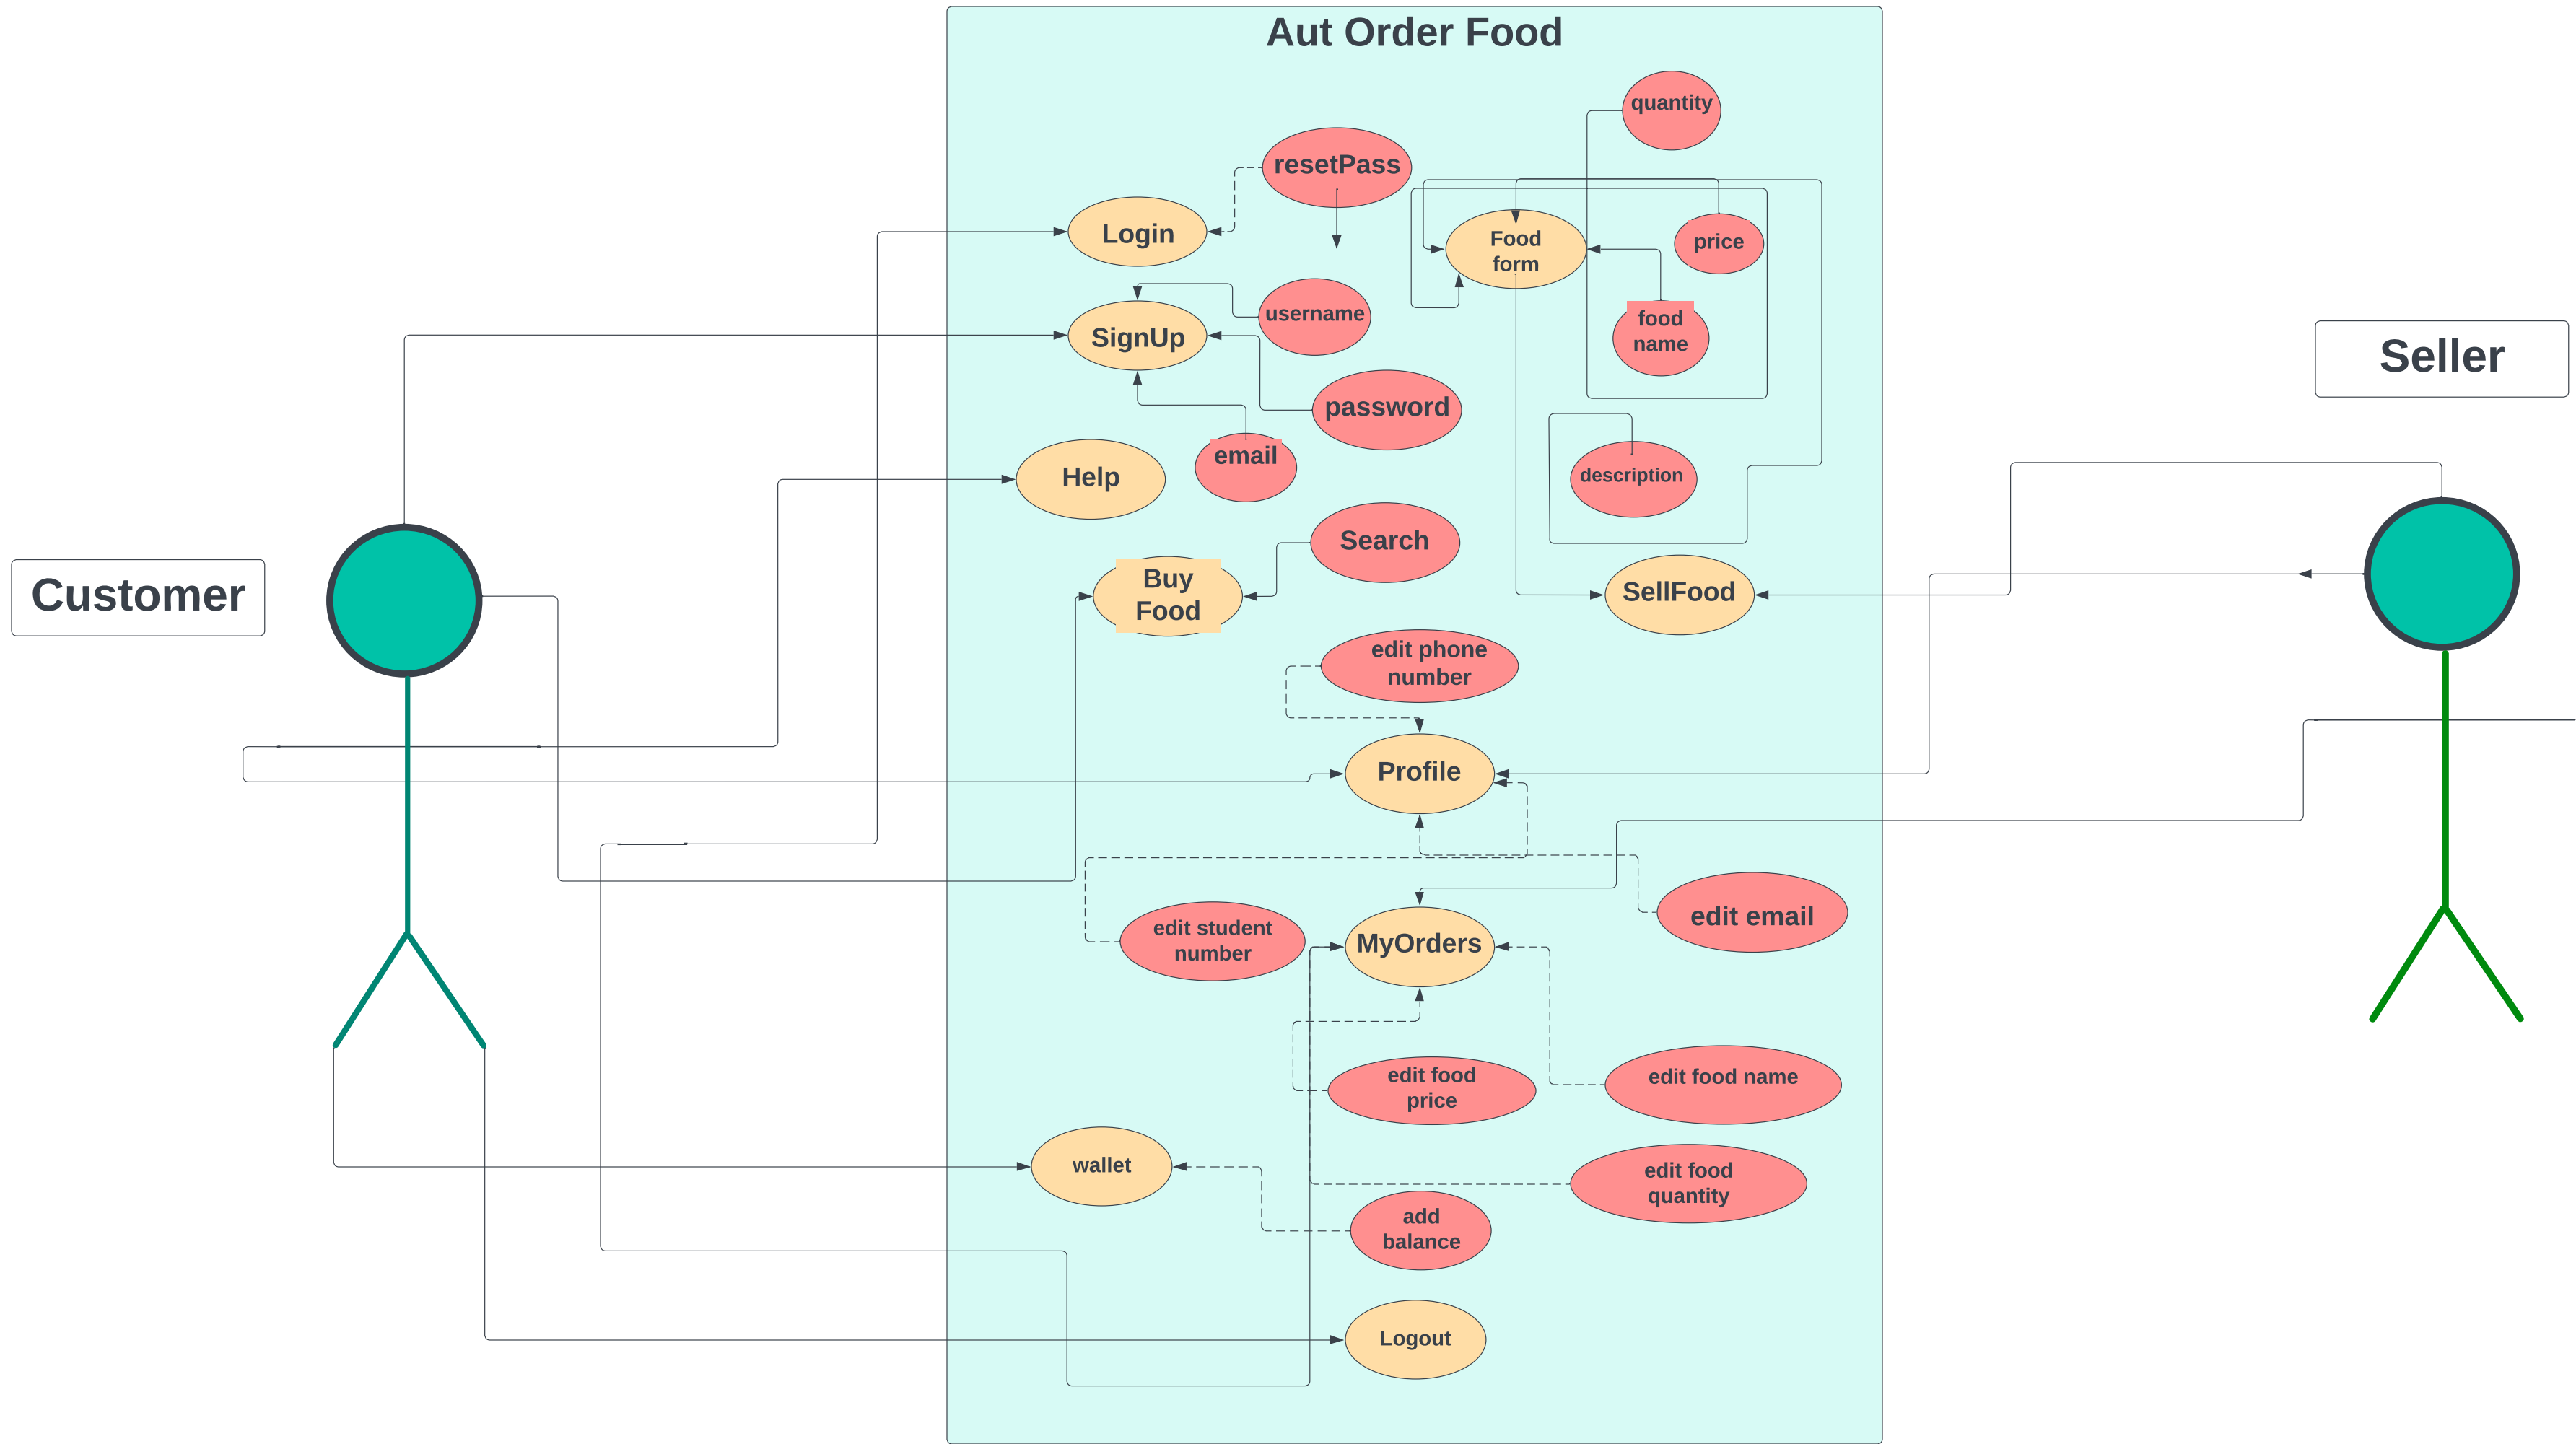 Aut Order Food
quantity
resetPass
Login
Food
form
price
username
food
name
SignUp
Seller
password
email
Help
description
Search
Buy
Food
SellFood
Customer
edit phone
number
Profile
edit email
edit student
number
MyOrders
edit food
price
edit food name
wallet
edit food
quantity
add
balance
Logout